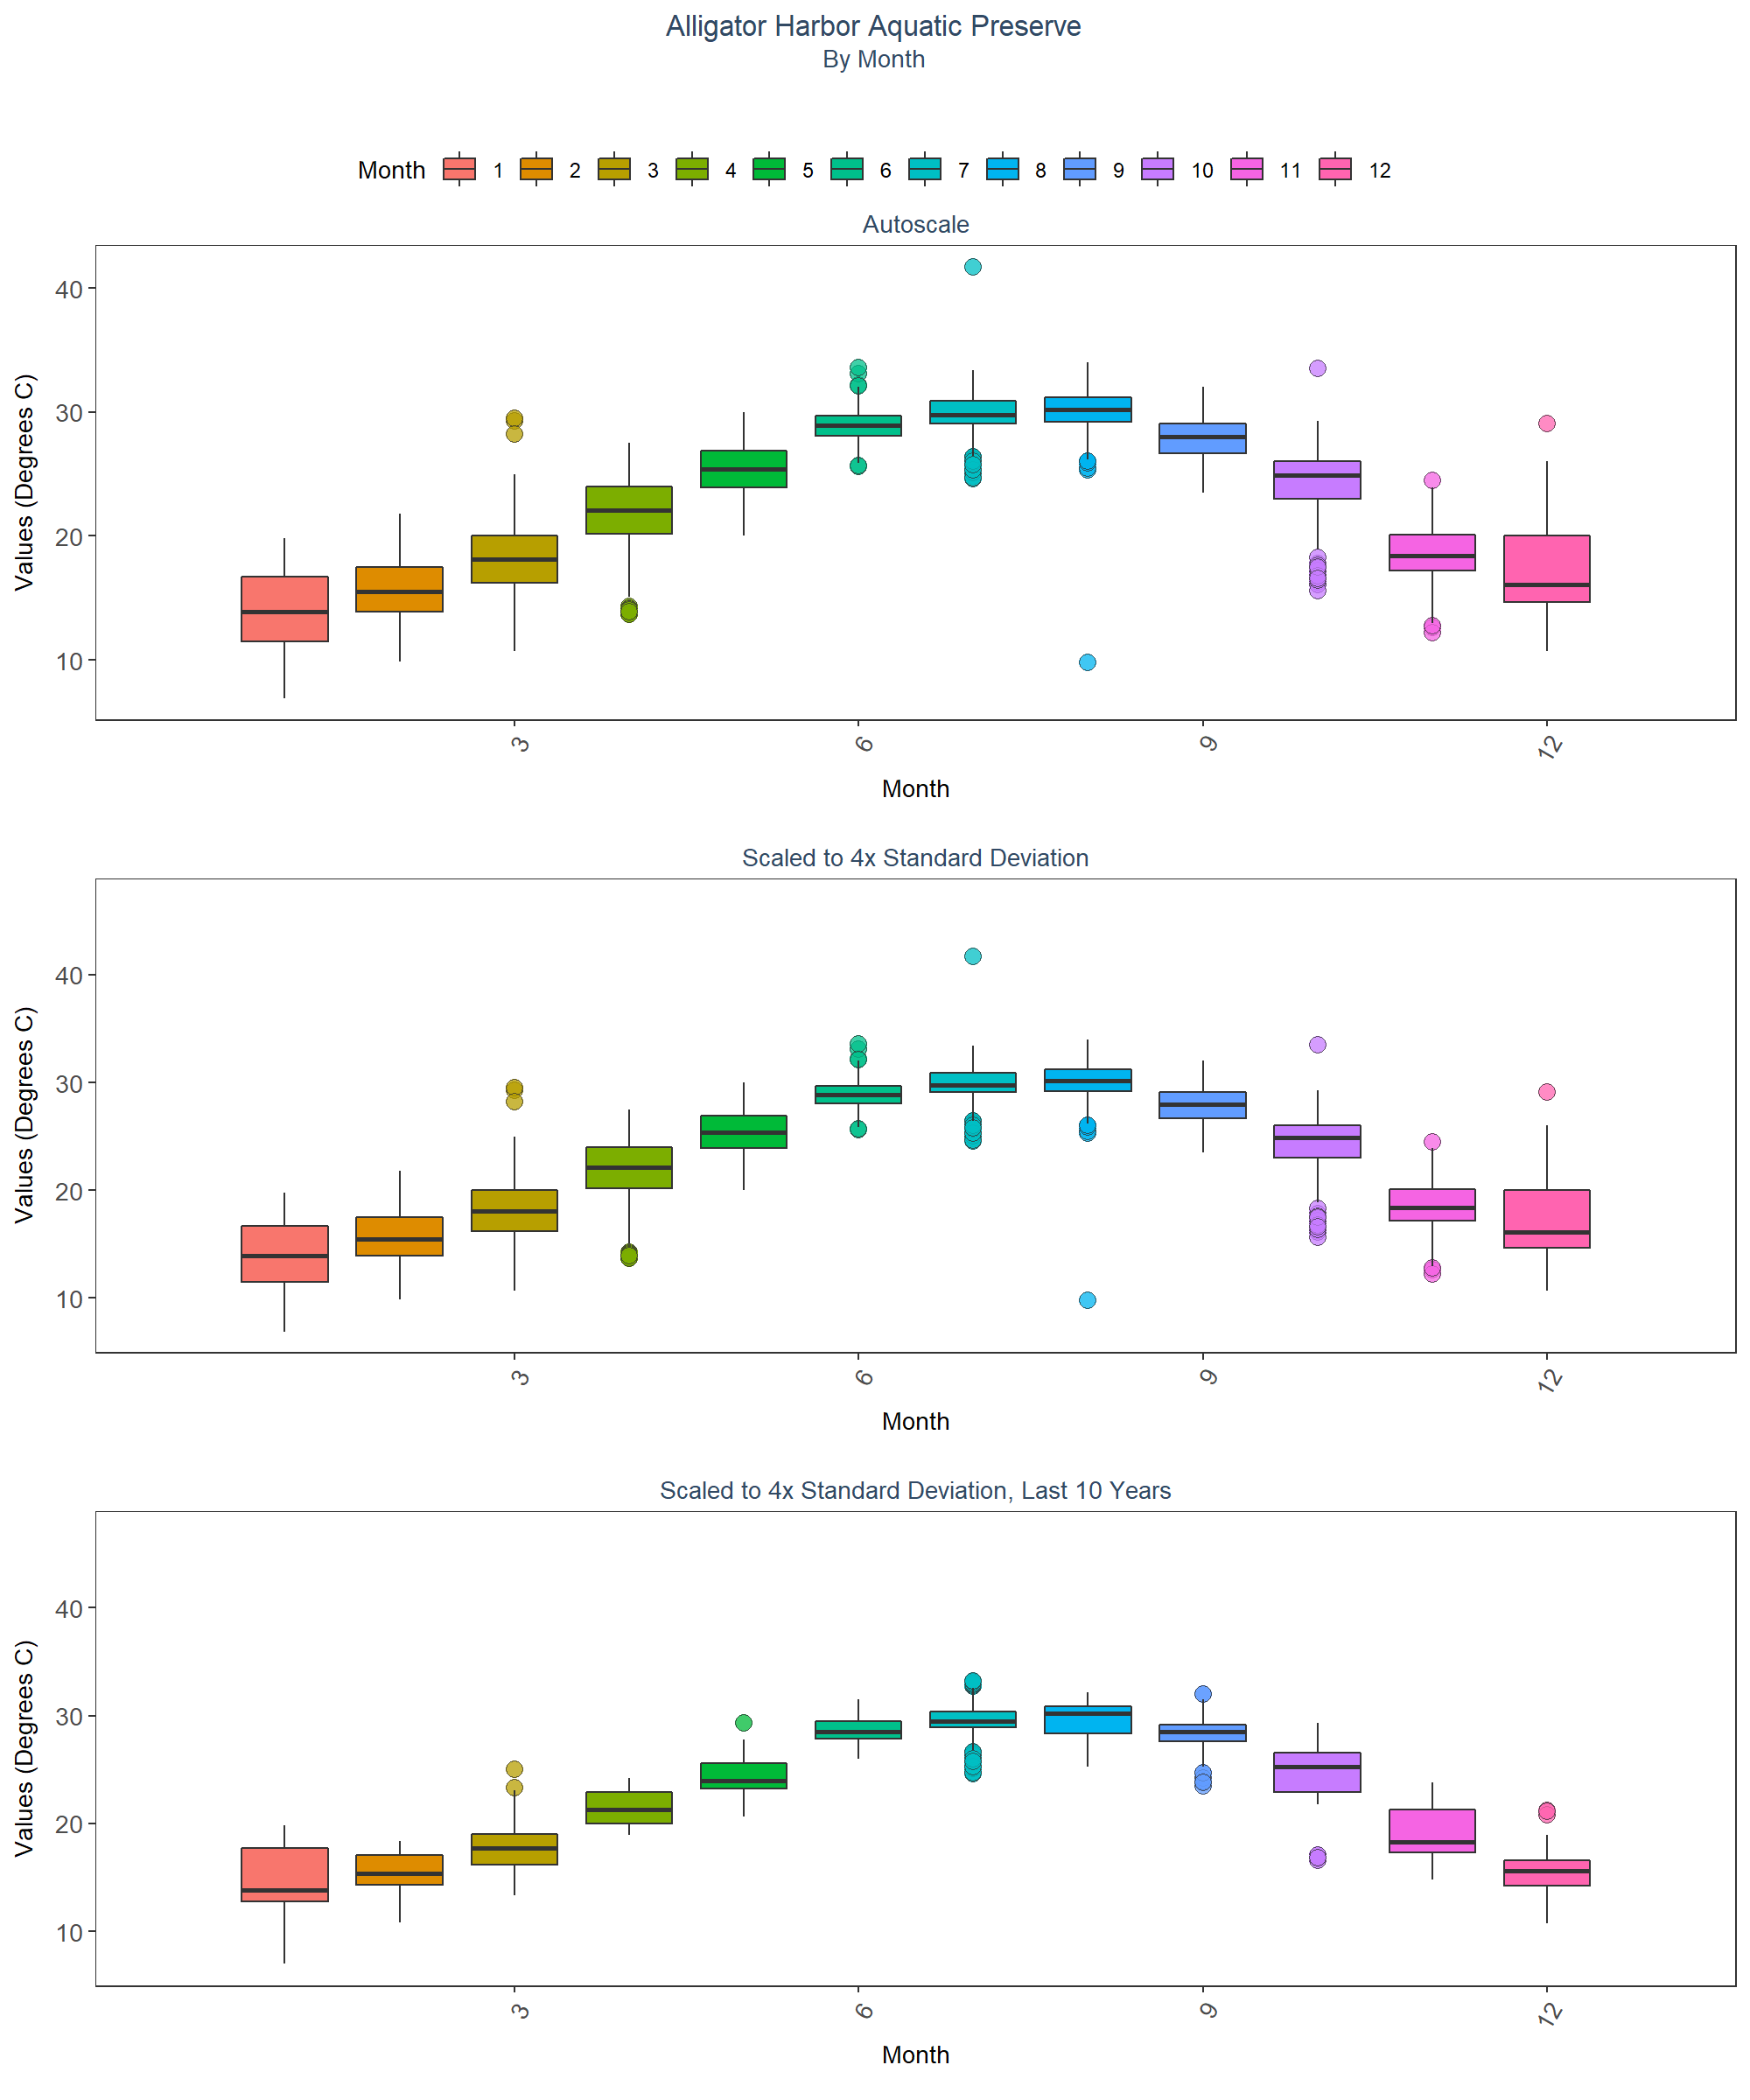 Alligator Harbor Aquatic Preserve
By Month
Month 1 2 3 4 5 6 7 8 9 10 11 12
Autoscale
Values (Degrees C)
40
30
20
10
3 6 9 12
Month
Scaled to 4x Standard Deviation
Values (Degrees C)
40
30
20
10
3 6 9 12
Month
Scaled to 4x Standard Deviation, Last 10 Years
Values (Degrees C)
40
30
20
10
3 6 9 12
Month